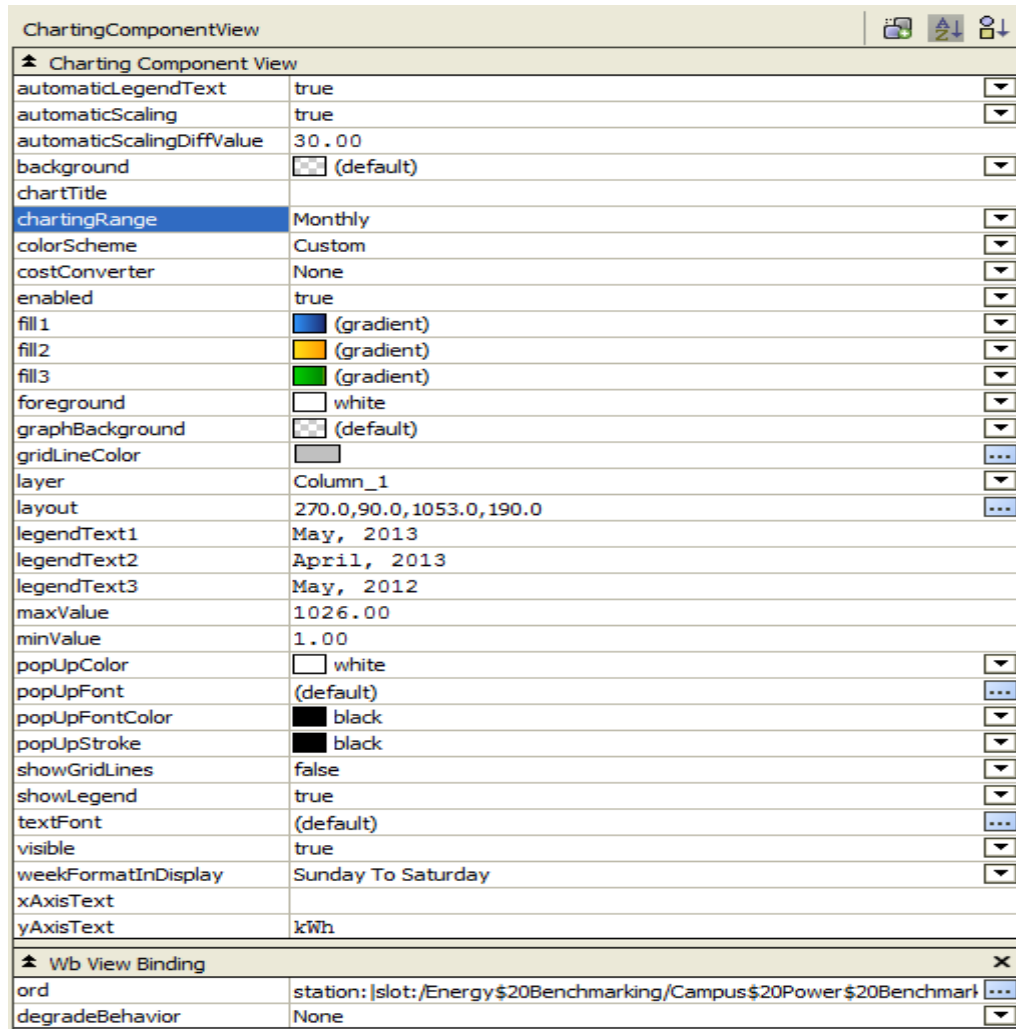 ChartingComponentView
Charting Component View
automaticLegendText true
automaticScaling true
automaticScalingDiffValue 30.00
background (default)
chartTitle
chartingRange Monthly
colorScheme Custom
costConverter None
enabled true
fill1 (gradient)
fill2 (gradient)
fill3 (gradient)
foreground white
graphBackground (default)
gridLineColor
layer Column_1
layout 270.0,90.0,1053.0,190.0
legendText1 May, 2013
legendText2 April, 2013
legendText3 May, 2012
maxValue 1026.00
minValue 1.00
popUpColor white
popUpFont (default)
popUpFontColor black
popUpStroke black
showGridLines false
showLegend true
textFont (default)
visible true
weekFormatInDisplay Sunday To Saturday
xAxisText
yAxisText kWh
Wb View Binding
ord station:|slot:/Energy$20Benchmarking/Campus$20Power$20Benchmark
degradeBehavior None